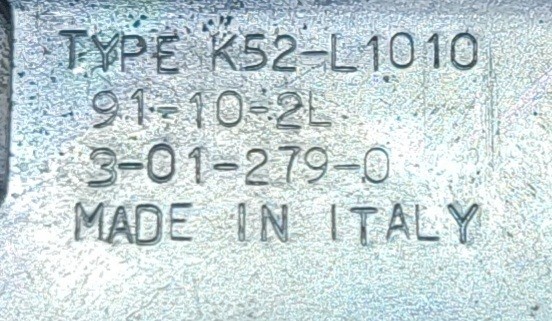 TYPE K52-L1010
91-10-2L
3-01-279-0
MADE IN ITALY